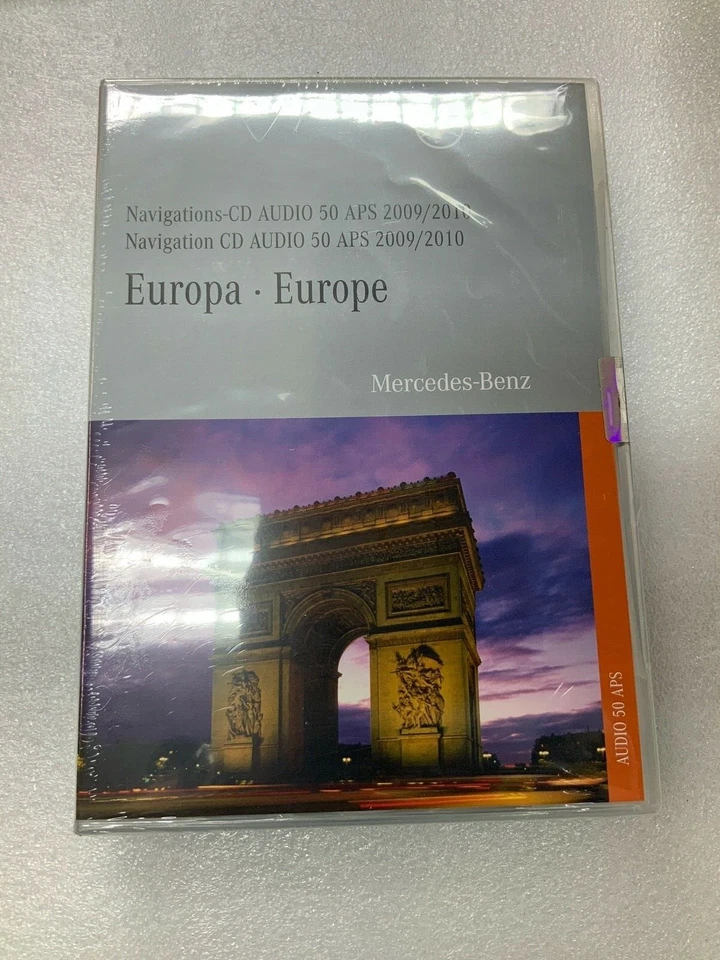 Navigations-CD AUDIO 50 APS 2009/2010
Navigation CD AUDIO 50 APS 2009/2010
Europa · Europe
Mercedes-Benz
AUDIO 50 APS